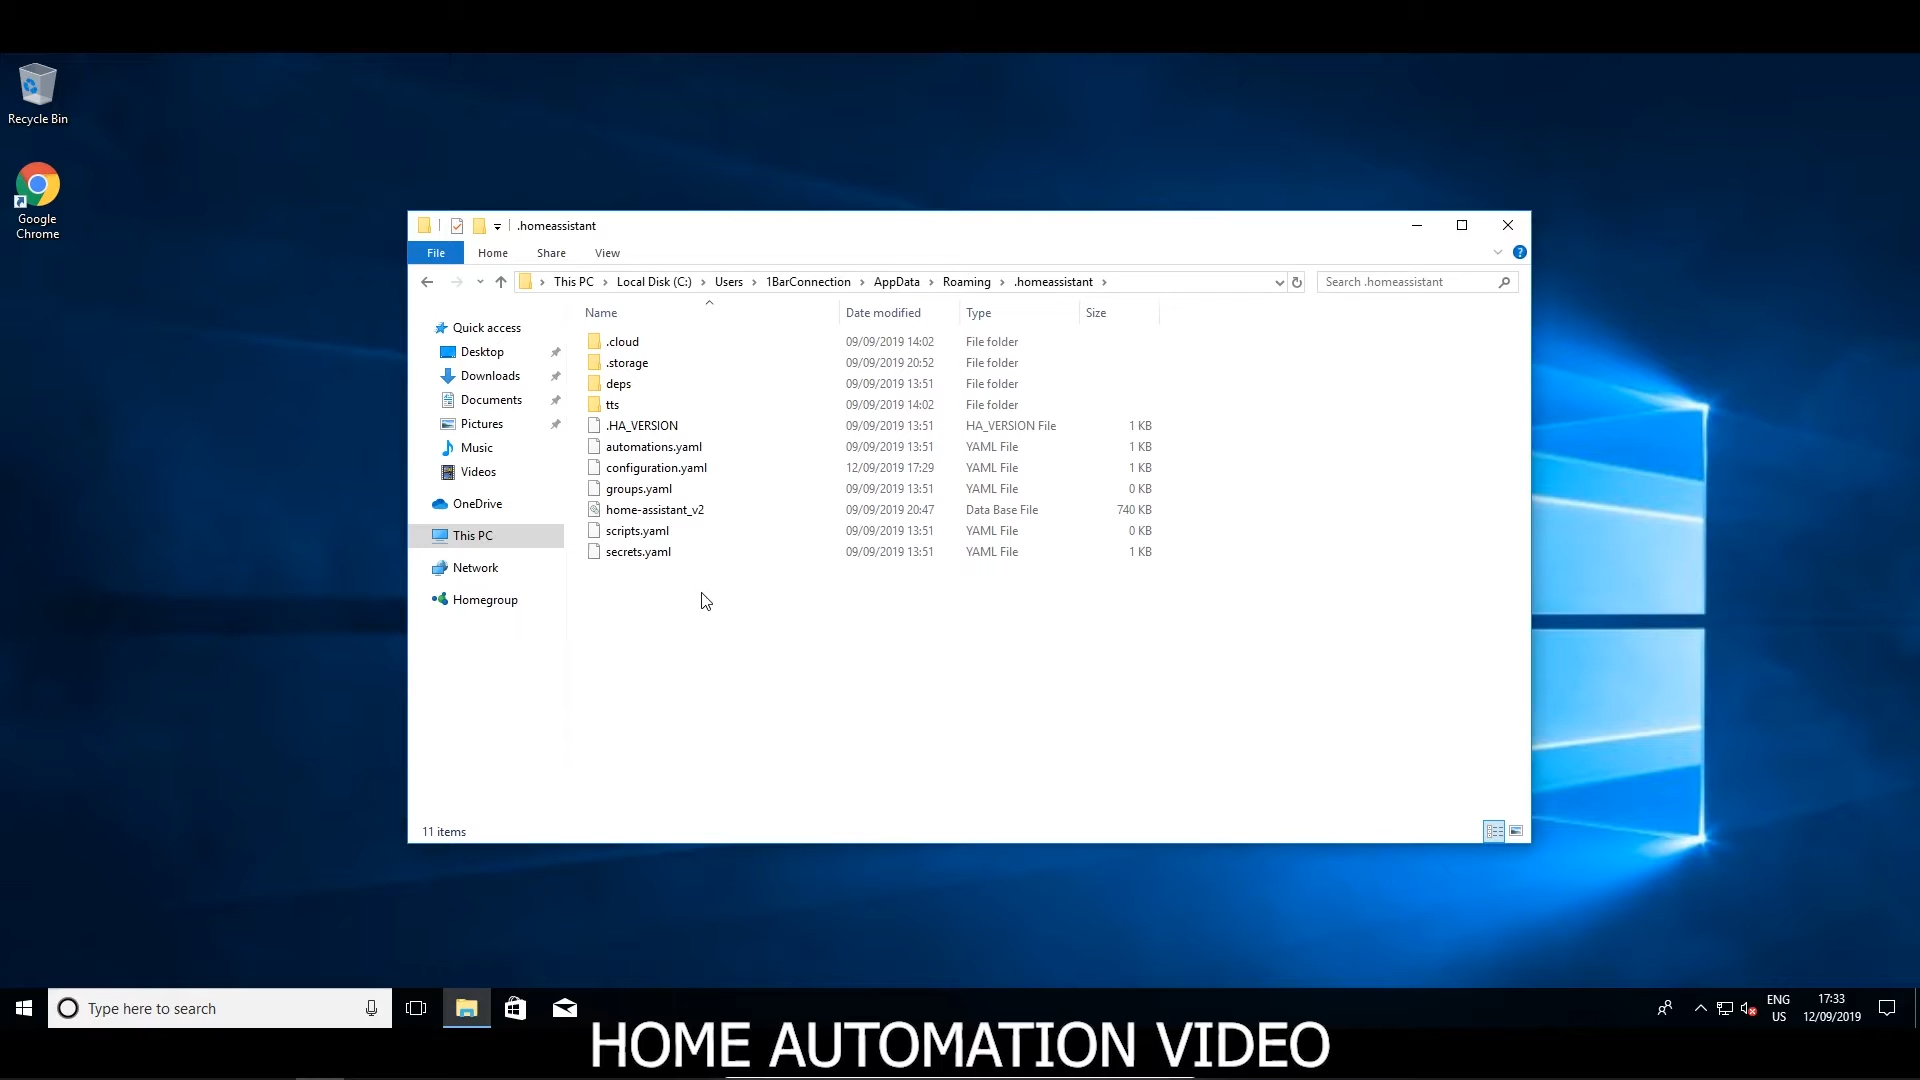 Recycle Bin
Google
Chrome
.homeassistant
File Home Share View
This PC Local Disk (C:) Users 1BarConnection AppData Roaming .homeassistant
Search .homeassistant
Quick access
Desktop
Downloads
Documents
Pictures
Music
Videos
OneDrive
This PC
Network
Homegroup
Name Date modified Type Size
.cloud 09/09/2019 14:02 File folder
.storage 09/09/2019 20:52 File folder
deps 09/09/2019 13:51 File folder
tts 09/09/2019 14:02 File folder
.HA_VERSION 09/09/2019 13:51 HA_VERSION File 1 KB
automations.yaml 09/09/2019 13:51 YAML File 1 KB
configuration.yaml 12/09/2019 17:29 YAML File 1 KB
groups.yaml 09/09/2019 13:51 YAML File 0 KB
home-assistant_v2 09/09/2019 20:47 Data Base File 740 KB
scripts.yaml 09/09/2019 13:51 YAML File 0 KB
secrets.yaml 09/09/2019 13:51 YAML File 1 KB
11 items
Type here to search
ENG
US
17:33
12/09/2019
HOME AUTOMATION VIDEO